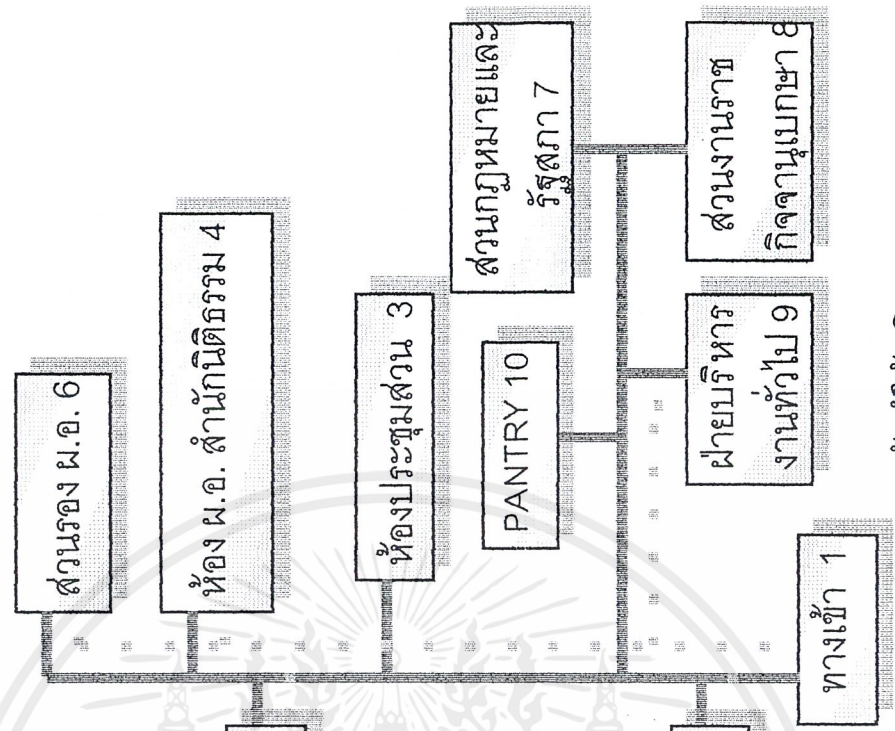 ส่วนรอง ผ.อ. 6
ห้อง ผ.อ. สำนักนิติธรรม 4
ห้องประชุมส่วน 3
ส่วนกฎหมายและ
รัฐสภา 7
PANTRY 10
ส่วนงานราช
กิจจานุเบกษา 8
ฝ่ายบริหาร
งานทั่วไป 9
ทางเข้า 1